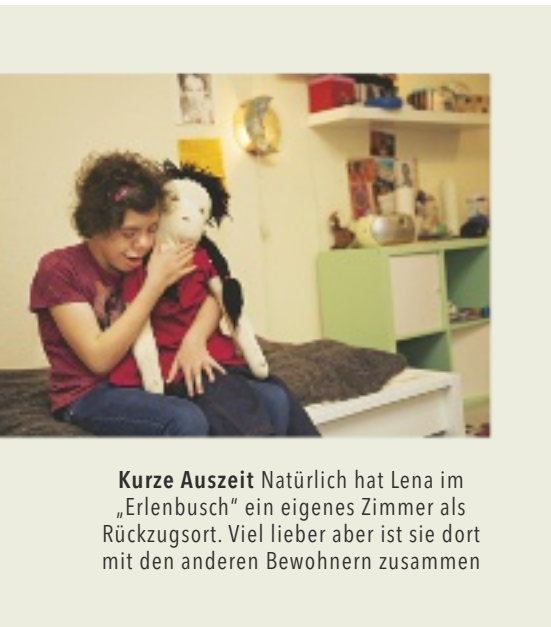 Kurze Auszeit Natürlich hat Lena im
„Erlenbusch“ ein eigenes Zimmer als
Rückzugsort. Viel lieber aber ist sie dort
mit den anderen Bewohnern zusammen